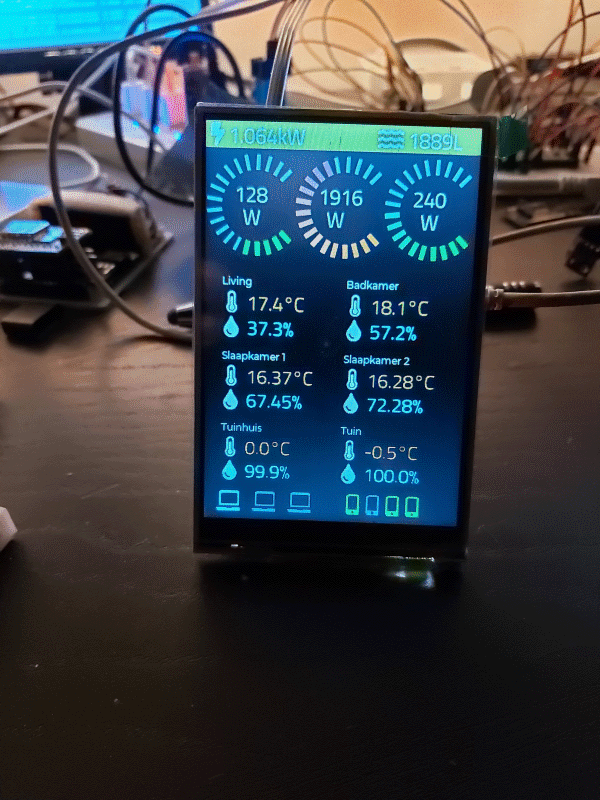 1.064kW 1889L
128 W
1916 W
240 W
Living
17.4°C
37.3%
Badkamer
18.1°C
57.2%
Slaapkamer 1
16.37°C
67.45%
Slaapkamer 2
16.28°C
72.28%
Tuinhuis
0.0°C
99.9%
Tuin
-0.5°C
100.0%